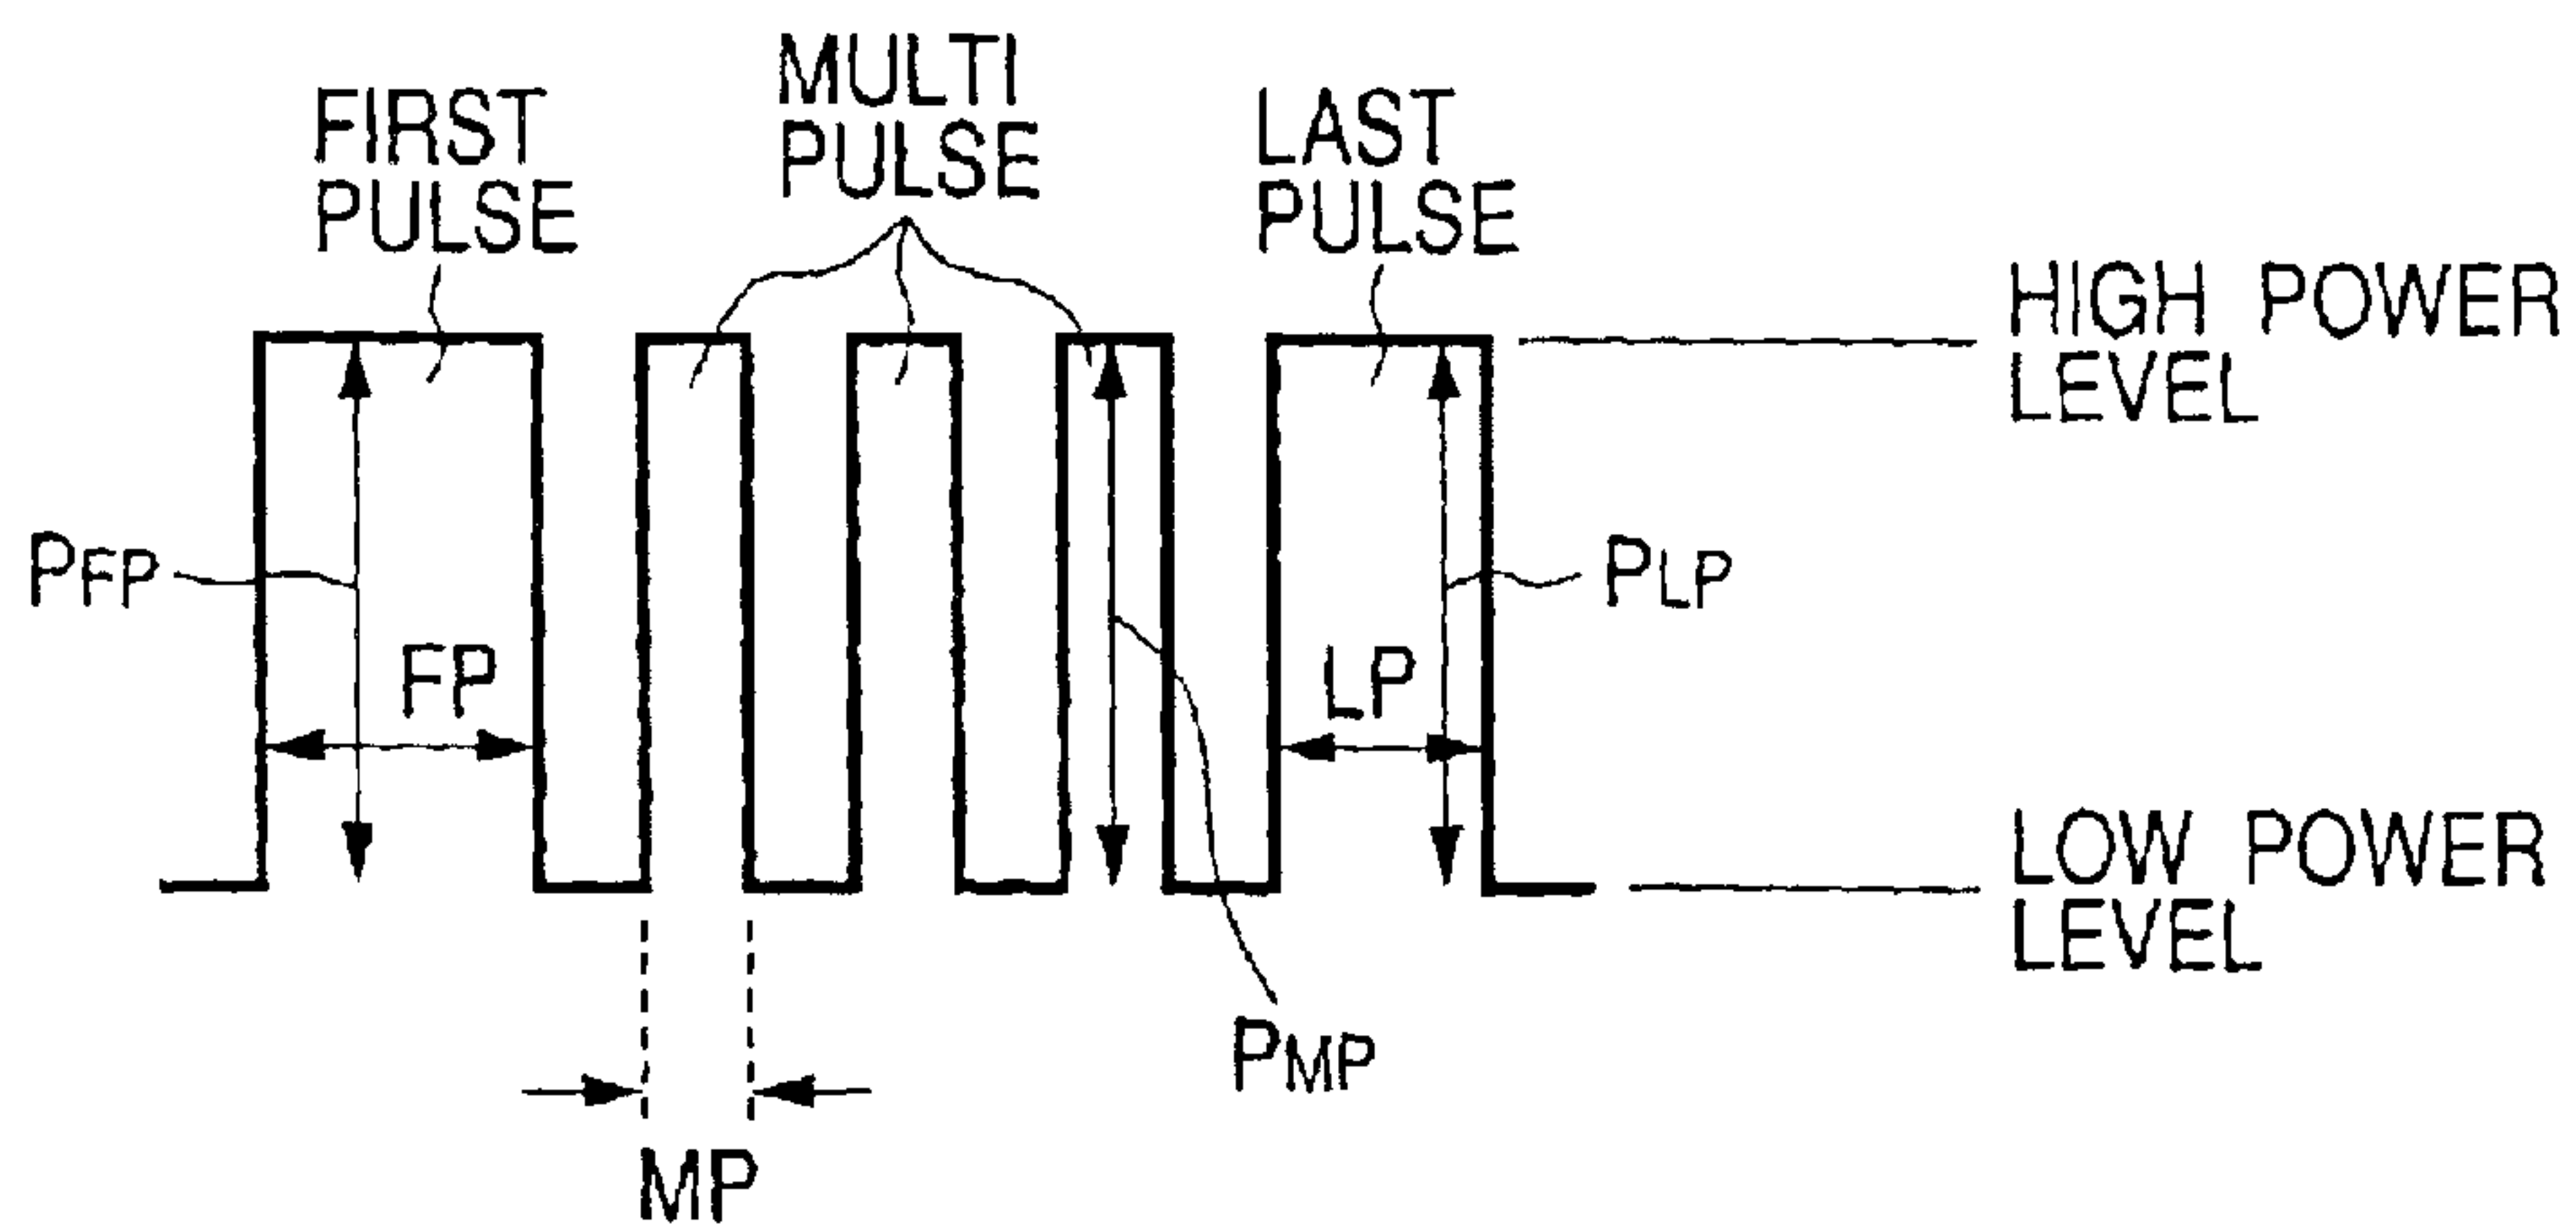 FIRST
PULSE
MULTI
PULSE
LAST
PULSE
HIGH POWER
LEVEL
PFP
FP
LP
PLP
LOW POWER
LEVEL
PMP
MP